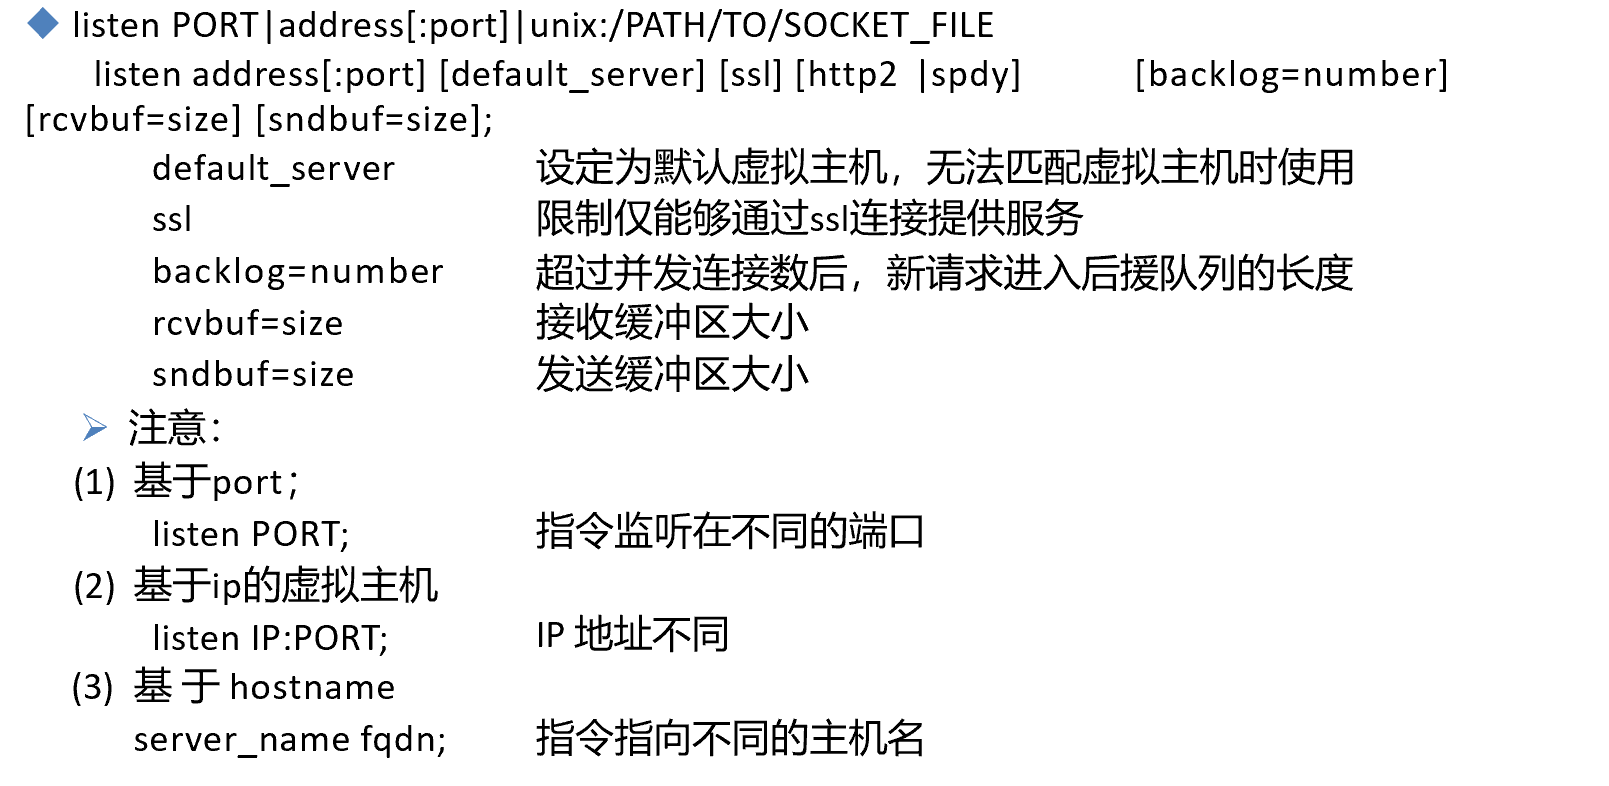 ◆ listen PORT|address[:port]|unix:/PATH/TO/SOCKET_FILE
listen address[:port] [default_server] [ssl] [http2 |spdy] [backlog=number]
[rcvbuf=size] [sndbuf=size];
default_server 设定为默认虚拟主机，无法匹配虚拟主机时使用
ssl 限制仅能够通过ssl连接提供服务
backlog=number 超过并发连接数后，新请求进入后援队列的长度
rcvbuf=size 接收缓冲区大小
sndbuf=size 发送缓冲区大小
➢ 注意：
(1) 基于port；
listen PORT; 指令监听在不同的端口
(2) 基于ip的虚拟主机
listen IP:PORT; IP 地址不同
(3) 基 于 hostname
server_name fqdn; 指令指向不同的主机名